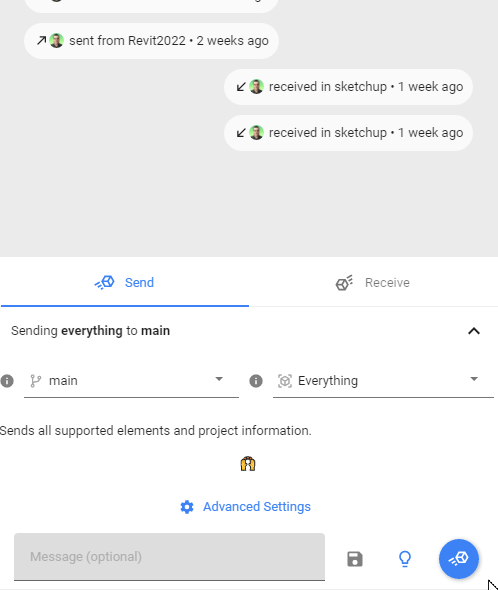 sent from Revit2022 • 2 weeks ago
received in sketchup • 1 week ago
received in sketchup • 1 week ago
Send
Receive
Sending everything to main
main
Everything
Sends all supported elements and project information.
Advanced Settings
Message (optional)